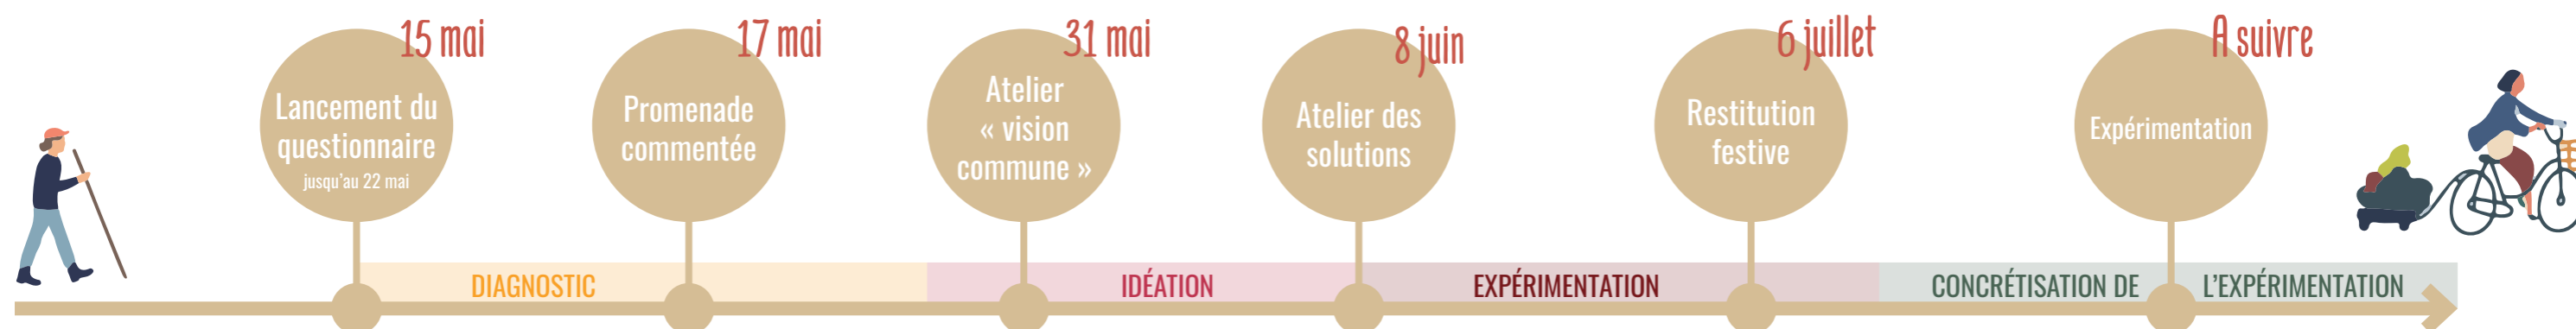 15 mai
Lancement du
questionnaire
jusqu'au 22 mai
17 mai
Promenade
commentée
31 mai
Atelier
« vision
commune »
8 juin
Atelier des
solutions
6 juillet
Restitution
festive
A suivre
Expérimentation
DIAGNOSTIC
IDÉATION
EXPÉRIMENTATION
CONCRÉTISATION DE L'EXPÉRIMENTATION